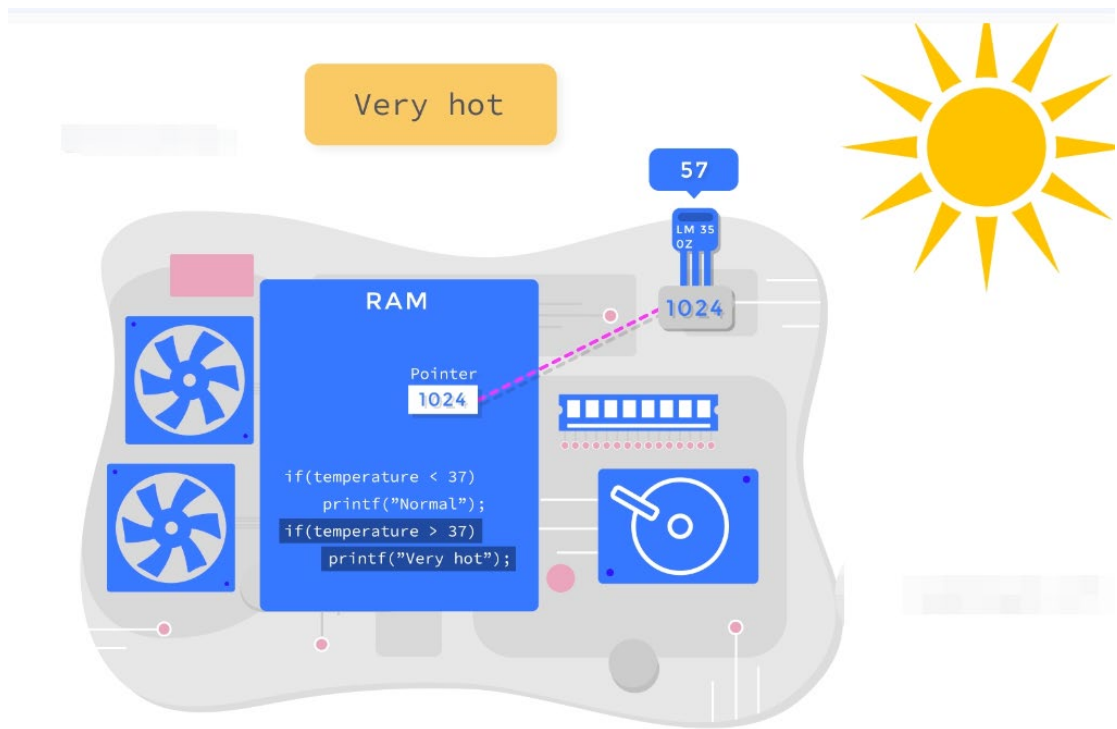 Very hot
57
LM 35
OZ
1024
RAM
Pointer
1024
if(temperature < 37)
printf(”Normal”);
if(temperature > 37)
printf(”Very hot”);